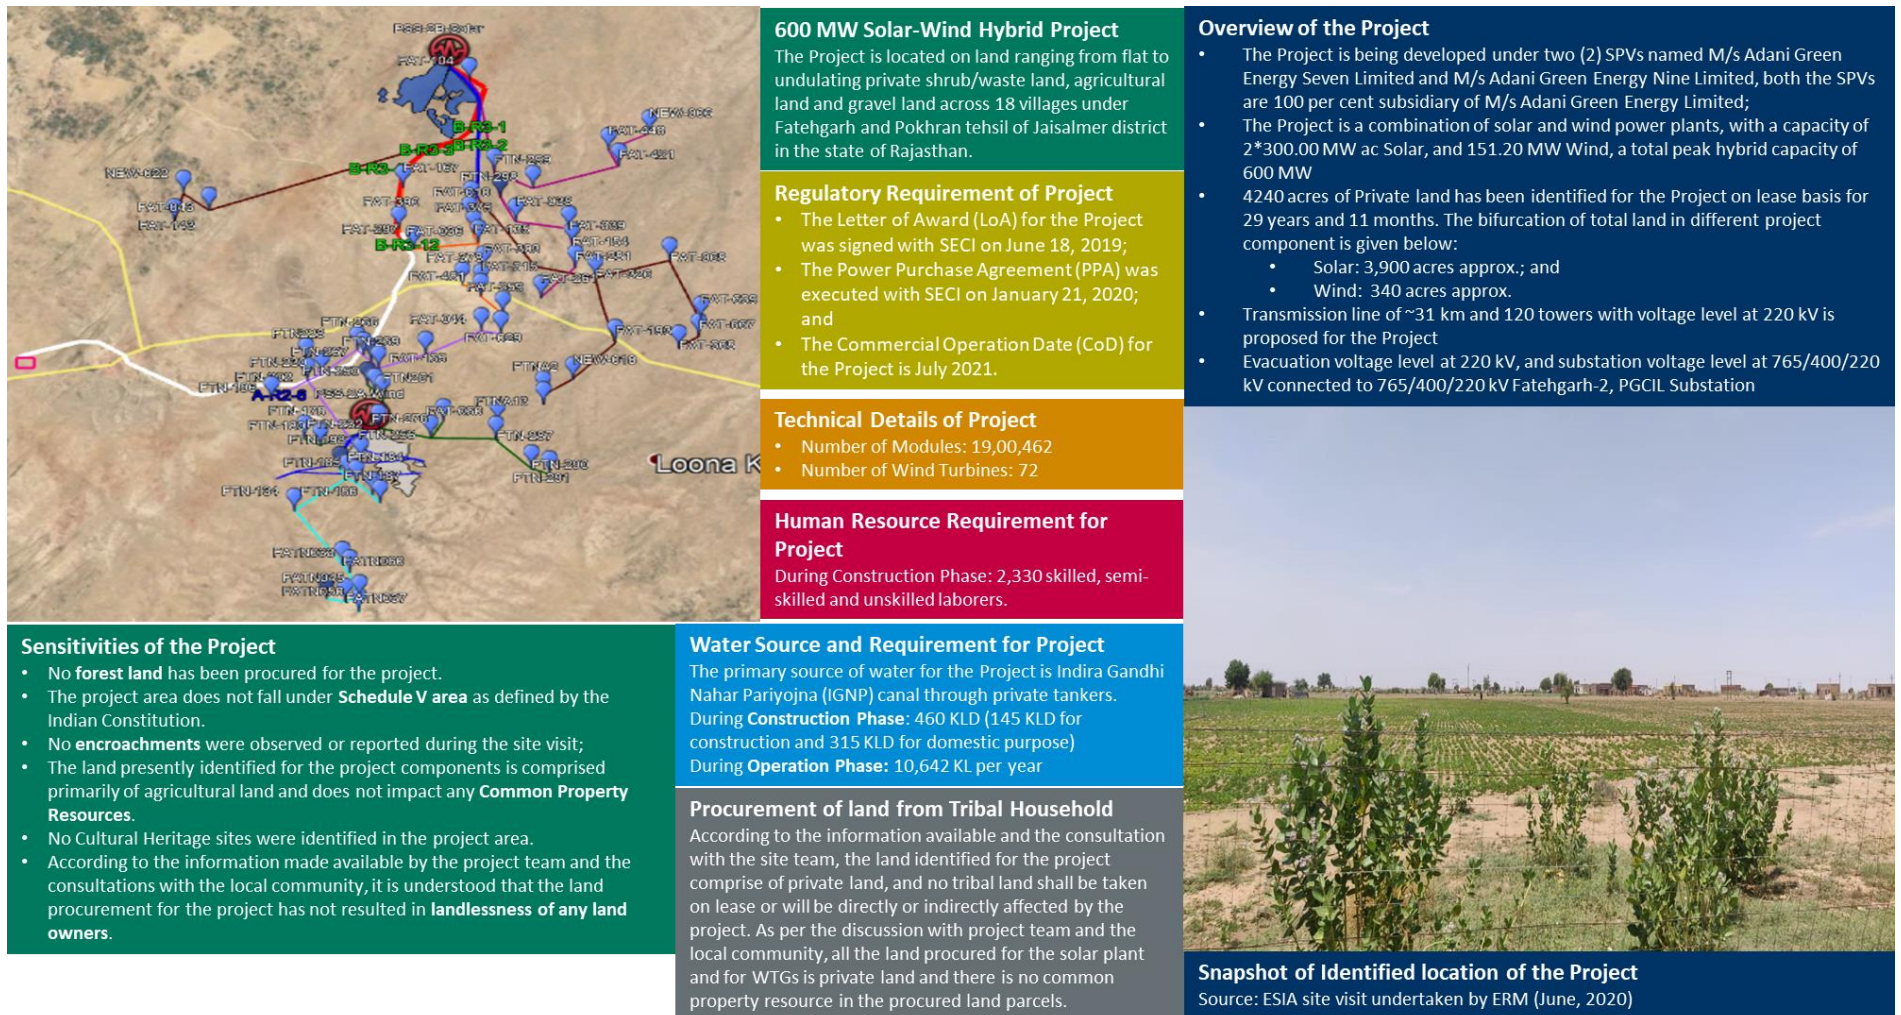 600 MW Solar-Wind Hybrid Project
The Project is located on land ranging from flat to
undulating private shrub/waste land, agricultural
land and gravel land across 18 villages under
Fatehgarh and Pokhran tehsil of Jaisalmer district
in the state of Rajasthan.
Regulatory Requirement of Project
• The Letter of Award (LoA) for the Project
was signed with SECI on June 18, 2019;
• The Power Purchase Agreement (PPA) was
executed with SECI on January 21, 2020;
and
• The Commercial Operation Date (CoD) for
the Project is July 2021.
Technical Details of Project
• Number of Modules: 19,00,462
• Number of Wind Turbines: 72
Human Resource Requirement for
Project
During Construction Phase: 2,330 skilled, semi-
skilled and unskilled laborers.
Overview of the Project
• The Project is being developed under two (2) SPVs named M/s Adani Green
Energy Seven Limited and M/s Adani Green Energy Nine Limited, both the SPVs
are 100 per cent subsidiary of M/s Adani Green Energy Limited;
• The Project is a combination of solar and wind power plants, with a capacity of
2*300.00 MW ac Solar, and 151.20 MW Wind, a total peak hybrid capacity of
600 MW
• 4240 acres of Private land has been identified for the Project on lease basis for
29 years and 11 months. The bifurcation of total land in different project
component is given below:
• Solar: 3,900 acres approx.; and
• Wind: 340 acres approx.
• Transmission line of ~31 km and 120 towers with voltage level at 220 kV is
proposed for the Project
• Evacuation voltage level at 220 kV, and substation voltage level at 765/400/220
kV connected to 765/400/220 kV Fatehgarh-2, PGCIL Substation
FAT-104
B-R3-1
B-R3-2
B-R3-12
A-R2-6
Loona K
Sensitivities of the Project
• No forest land has been procured for the project.
• The project area does not fall under Schedule V area as defined by the
Indian Constitution.
• No encroachments were observed or reported during the site visit;
• The land presently identified for the project components is comprised
primarily of agricultural land and does not impact any Common Property
Resources.
• No Cultural Heritage sites were identified in the project area.
• According to the information made available by the project team and the
consultations with the local community, it is understood that the land
procurement for the project has not resulted in landlessness of any land
owners.
Water Source and Requirement for Project
The primary source of water for the Project is Indira Gandhi
Nahar Pariyojna (IGNP) canal through private tankers.
During Construction Phase: 460 KLD (145 KLD for
construction and 315 KLD for domestic purpose)
During Operation Phase: 10,642 KL per year
Procurement of land from Tribal Household
According to the information available and the consultation
with the site team, the land identified for the project
comprise of private land, and no tribal land shall be taken
on lease or will be directly or indirectly affected by the
project. As per the discussion with project team and the
local community, all the land procured for the solar plant
and for WTGs is private land and there is no common
property resource in the procured land parcels.
Snapshot of Identified location of the Project
Source: ESIA site visit undertaken by ERM (June, 2020)